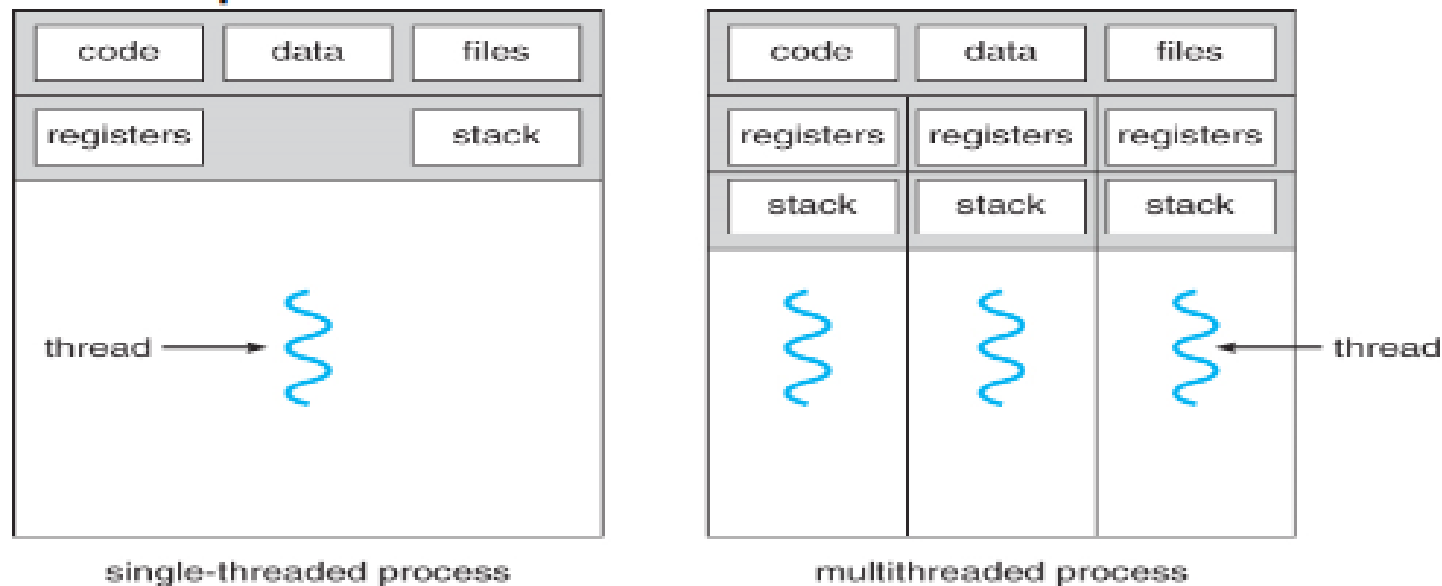 code data files
registers stack
thread
single-threaded process
code data files
registers registers registers
stack stack stack
thread
multithreaded process